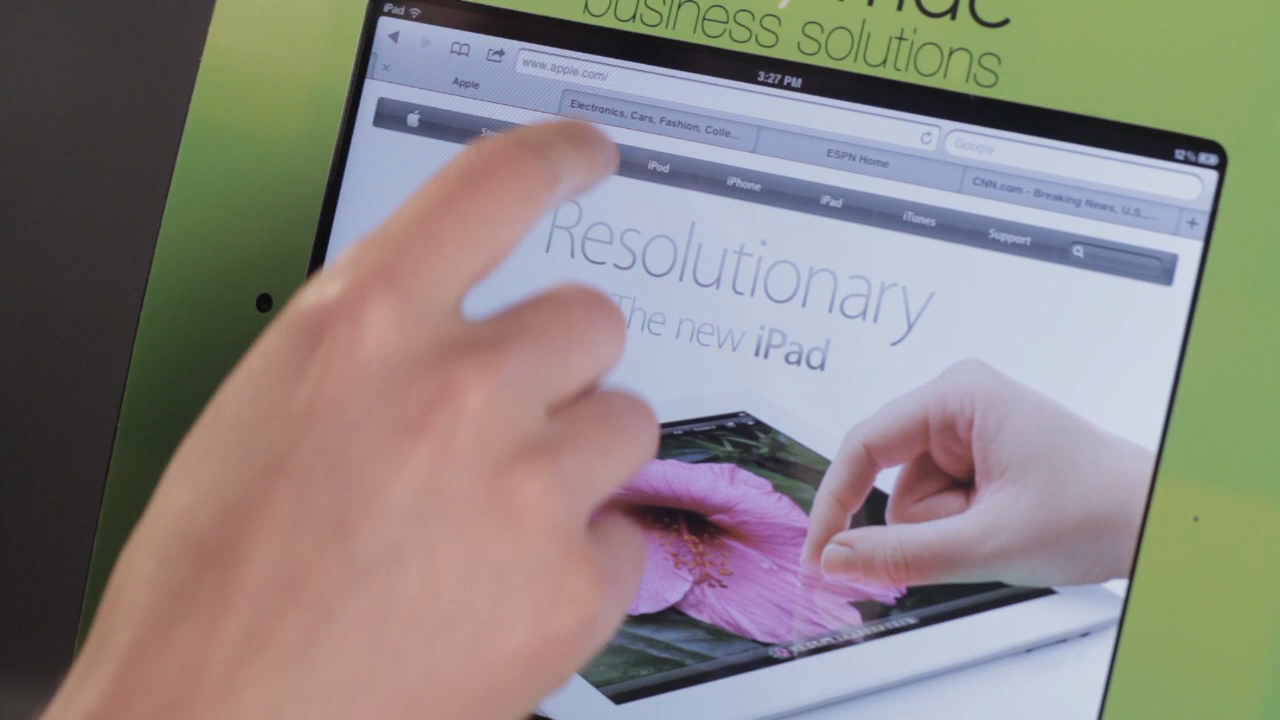 business solutions
iPad
3:27 PM
12%
www.apple.com/
Google
Apple
Electronics, Cars, Fashion, Colle...
ESPN Home
CNN.com - Breaking News, U.S....
iPod
iPhone
iPad
iTunes
Support
Resolutionary
The new iPad